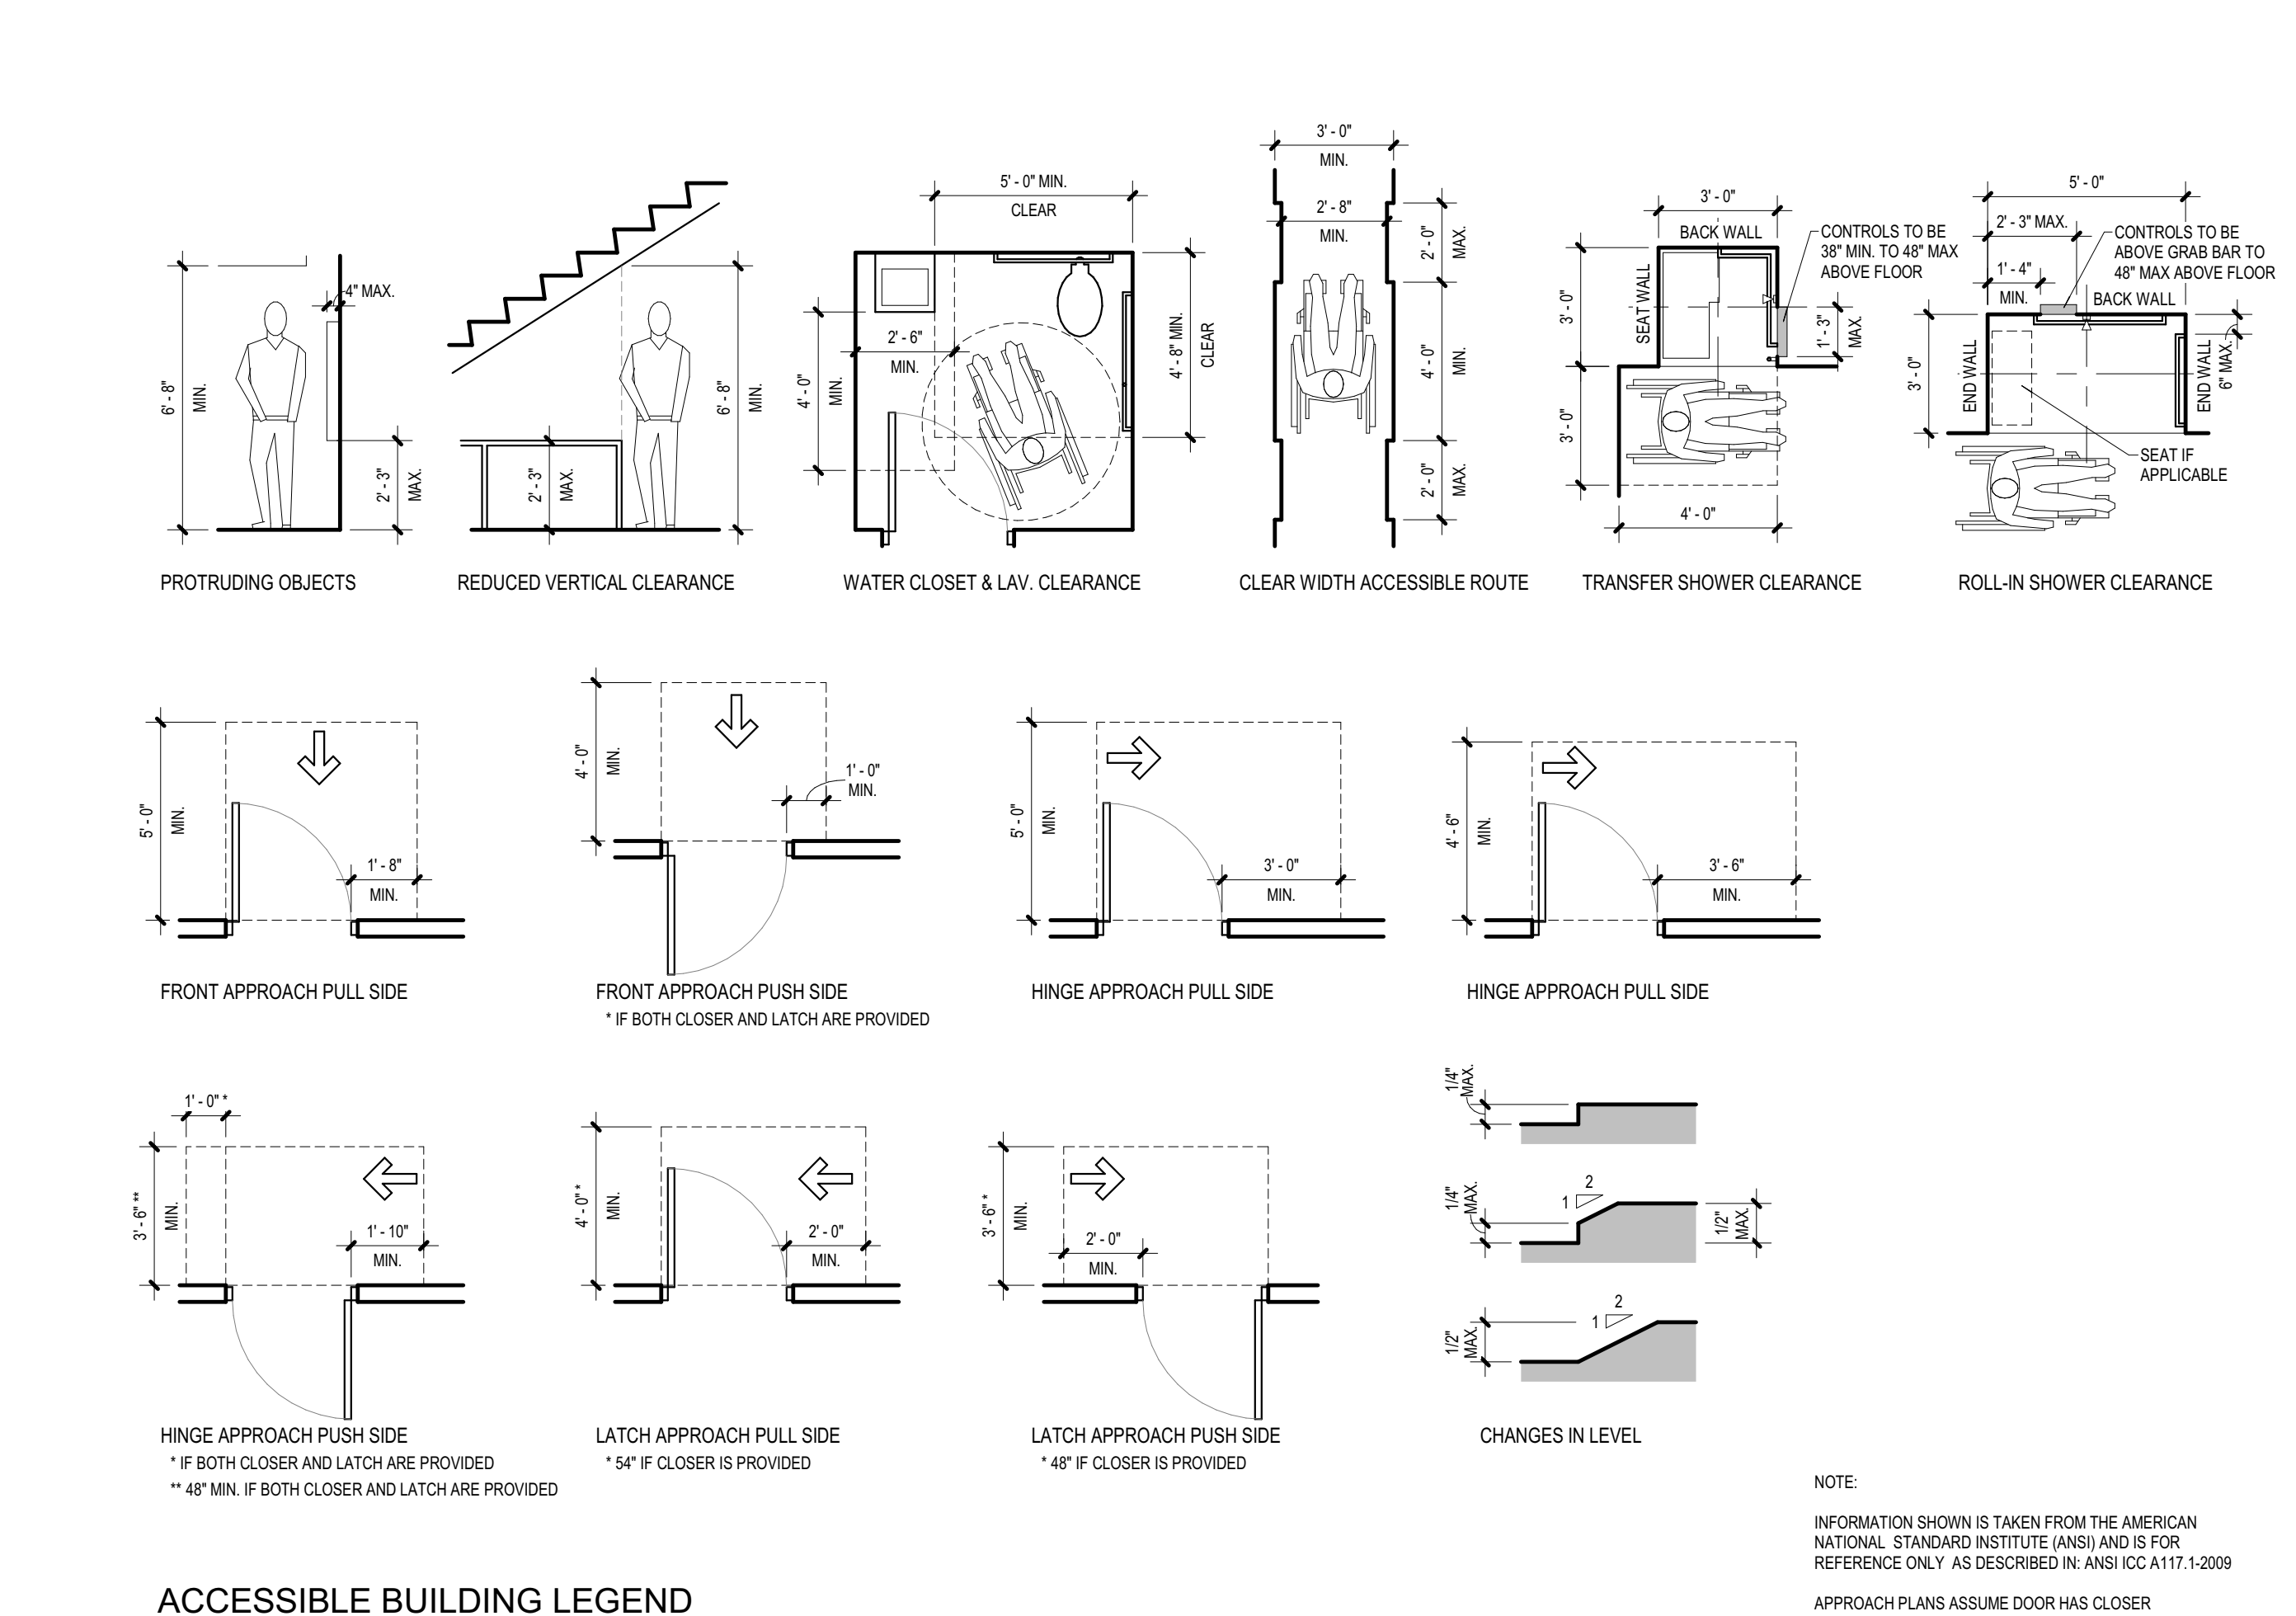 6' - 8"
MIN.
4" MAX.
2' - 3"
MAX.
PROTRUDING OBJECTS
2' - 3"
MAX.
6' - 8"
MIN.
REDUCED VERTICAL CLEARANCE
5' - 0" MIN.
CLEAR
2' - 6"
MIN.
4' - 0"
MIN.
4' - 8" MIN.
CLEAR
WATER CLOSET & LAV. CLEARANCE
3' - 0"
MIN.
2' - 8"
MIN.
2' - 0"
MAX.
4' - 0"
MIN.
2' - 0"
MAX.
CLEAR WIDTH ACCESSIBLE ROUTE
3' - 0"
BACK WALL
SEAT WALL
3' - 0"
3' - 0"
CONTROLS TO BE
38" MIN. TO 48" MAX
ABOVE FLOOR
1' - 3"
MAX.
4' - 0"
TRANSFER SHOWER CLEARANCE
5' - 0"
2' - 3" MAX.
1' - 4"
MIN.
CONTROLS TO BE
ABOVE GRAB BAR TO
48" MAX ABOVE FLOOR
BACK WALL
3' - 0"
END WALL
END WALL
6" MAX.
SEAT IF
APPLICABLE
ROLL-IN SHOWER CLEARANCE
5' - 0"
MIN.
1' - 8"
MIN.
FRONT APPROACH PULL SIDE
4' - 0"
MIN.
1' - 0"
MIN.
FRONT APPROACH PUSH SIDE
* IF BOTH CLOSER AND LATCH ARE PROVIDED
5' - 0"
MIN.
3' - 0"
MIN.
HINGE APPROACH PULL SIDE
4' - 6"
MIN.
3' - 6"
MIN.
HINGE APPROACH PULL SIDE
1' - 0" *
3' - 6" **
MIN.
1' - 10"
MIN.
HINGE APPROACH PUSH SIDE
* IF BOTH CLOSER AND LATCH ARE PROVIDED
** 48" MIN. IF BOTH CLOSER AND LATCH ARE PROVIDED
4' - 0" *
MIN.
2' - 0"
MIN.
LATCH APPROACH PULL SIDE
* 54" IF CLOSER IS PROVIDED
3' - 6" *
MIN.
2' - 0"
MIN.
LATCH APPROACH PUSH SIDE
* 48" IF CLOSER IS PROVIDED
1/4"
MAX.
1/4"
MAX.
2
1
1/2"
MAX.
1/2"
MAX.
2
1
CHANGES IN LEVEL
NOTE:
INFORMATION SHOWN IS TAKEN FROM THE AMERICAN
NATIONAL STANDARD INSTITUTE (ANSI) AND IS FOR
REFERENCE ONLY AS DESCRIBED IN: ANSI ICC A117.1-2009
APPROACH PLANS ASSUME DOOR HAS CLOSER
ACCESSIBLE BUILDING LEGEND